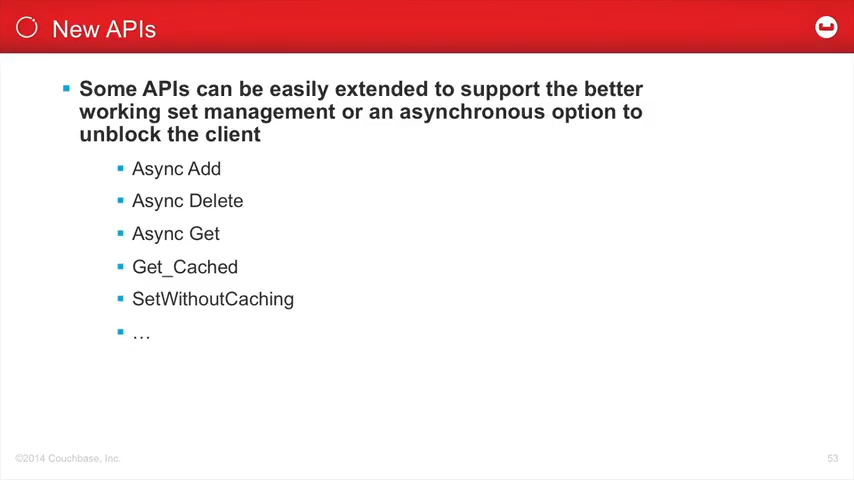 New APIs
Some APIs can be easily extended to support the better
working set management or an asynchronous option to
unblock the client
Async Add
Async Delete
Async Get
Get_Cached
SetWithoutCaching
…
©2014 Couchbase, Inc.
53